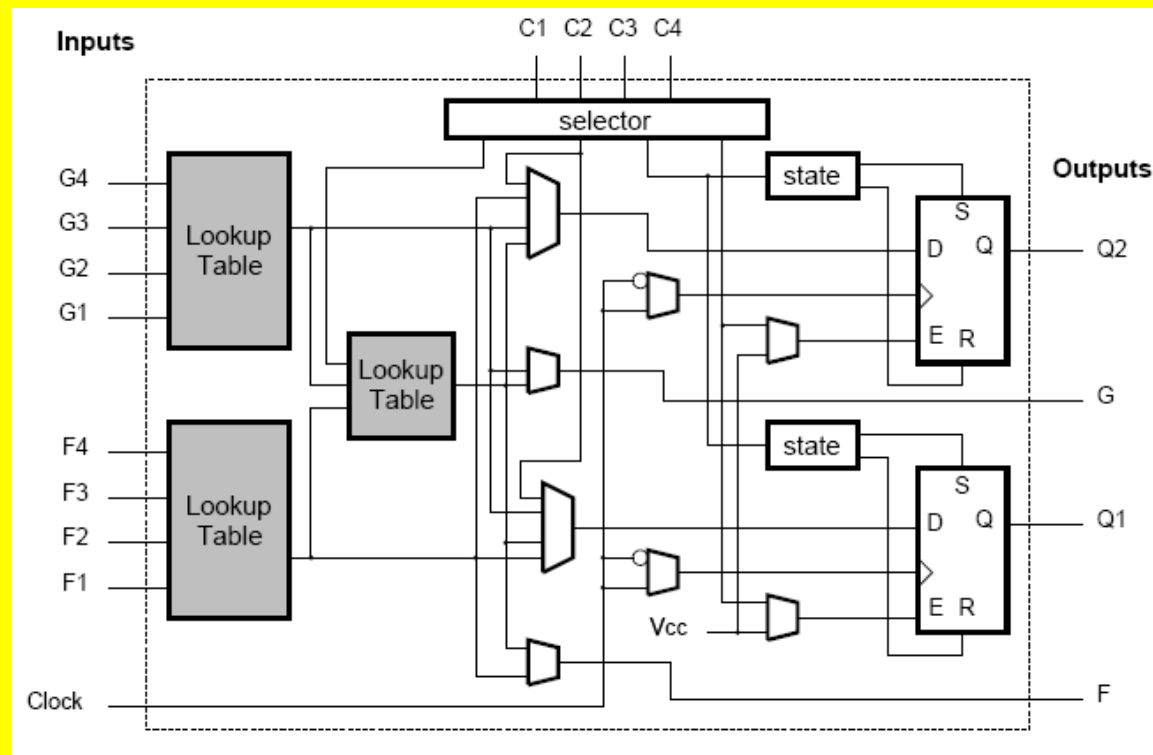 C1 C2 C3 C4
Inputs
selector
G4
G3
G2
G1
Lookup
Table
state
Outputs
S
D Q
Q2
E R
Lookup
Table
G
F4
F3
F2
F1
Lookup
Table
state
S
D Q
Q1
E R
Vcc
Clock
F